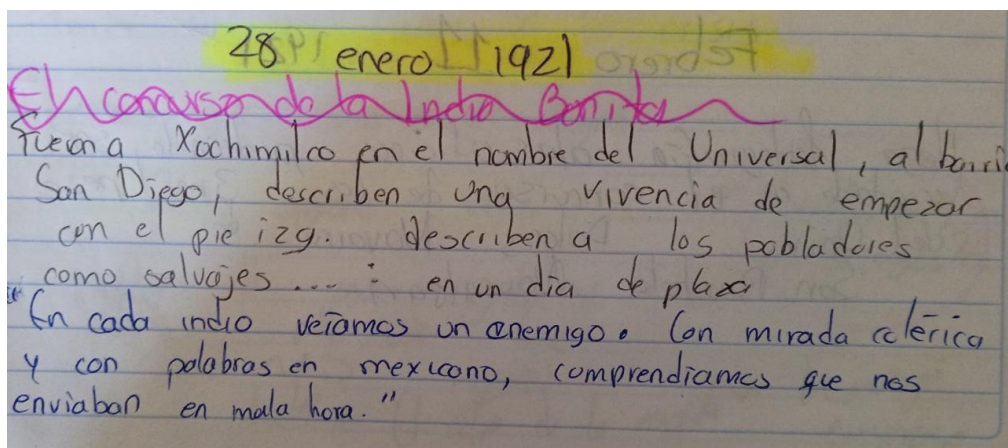 28 enero 1921
El concurso de la India Bonita
Fueron a Xochimilco en el nombre del Universal, al barri
San Diego, describen una vivencia de empezar
con el pie izq. describen a los pobladores
como salvajes... : en un día de plaza
"En cada indio veíamos un enemigo. Con mirada colérica
y con palabras en mexicano, comprendíamos que nos
enviaban en mala hora."